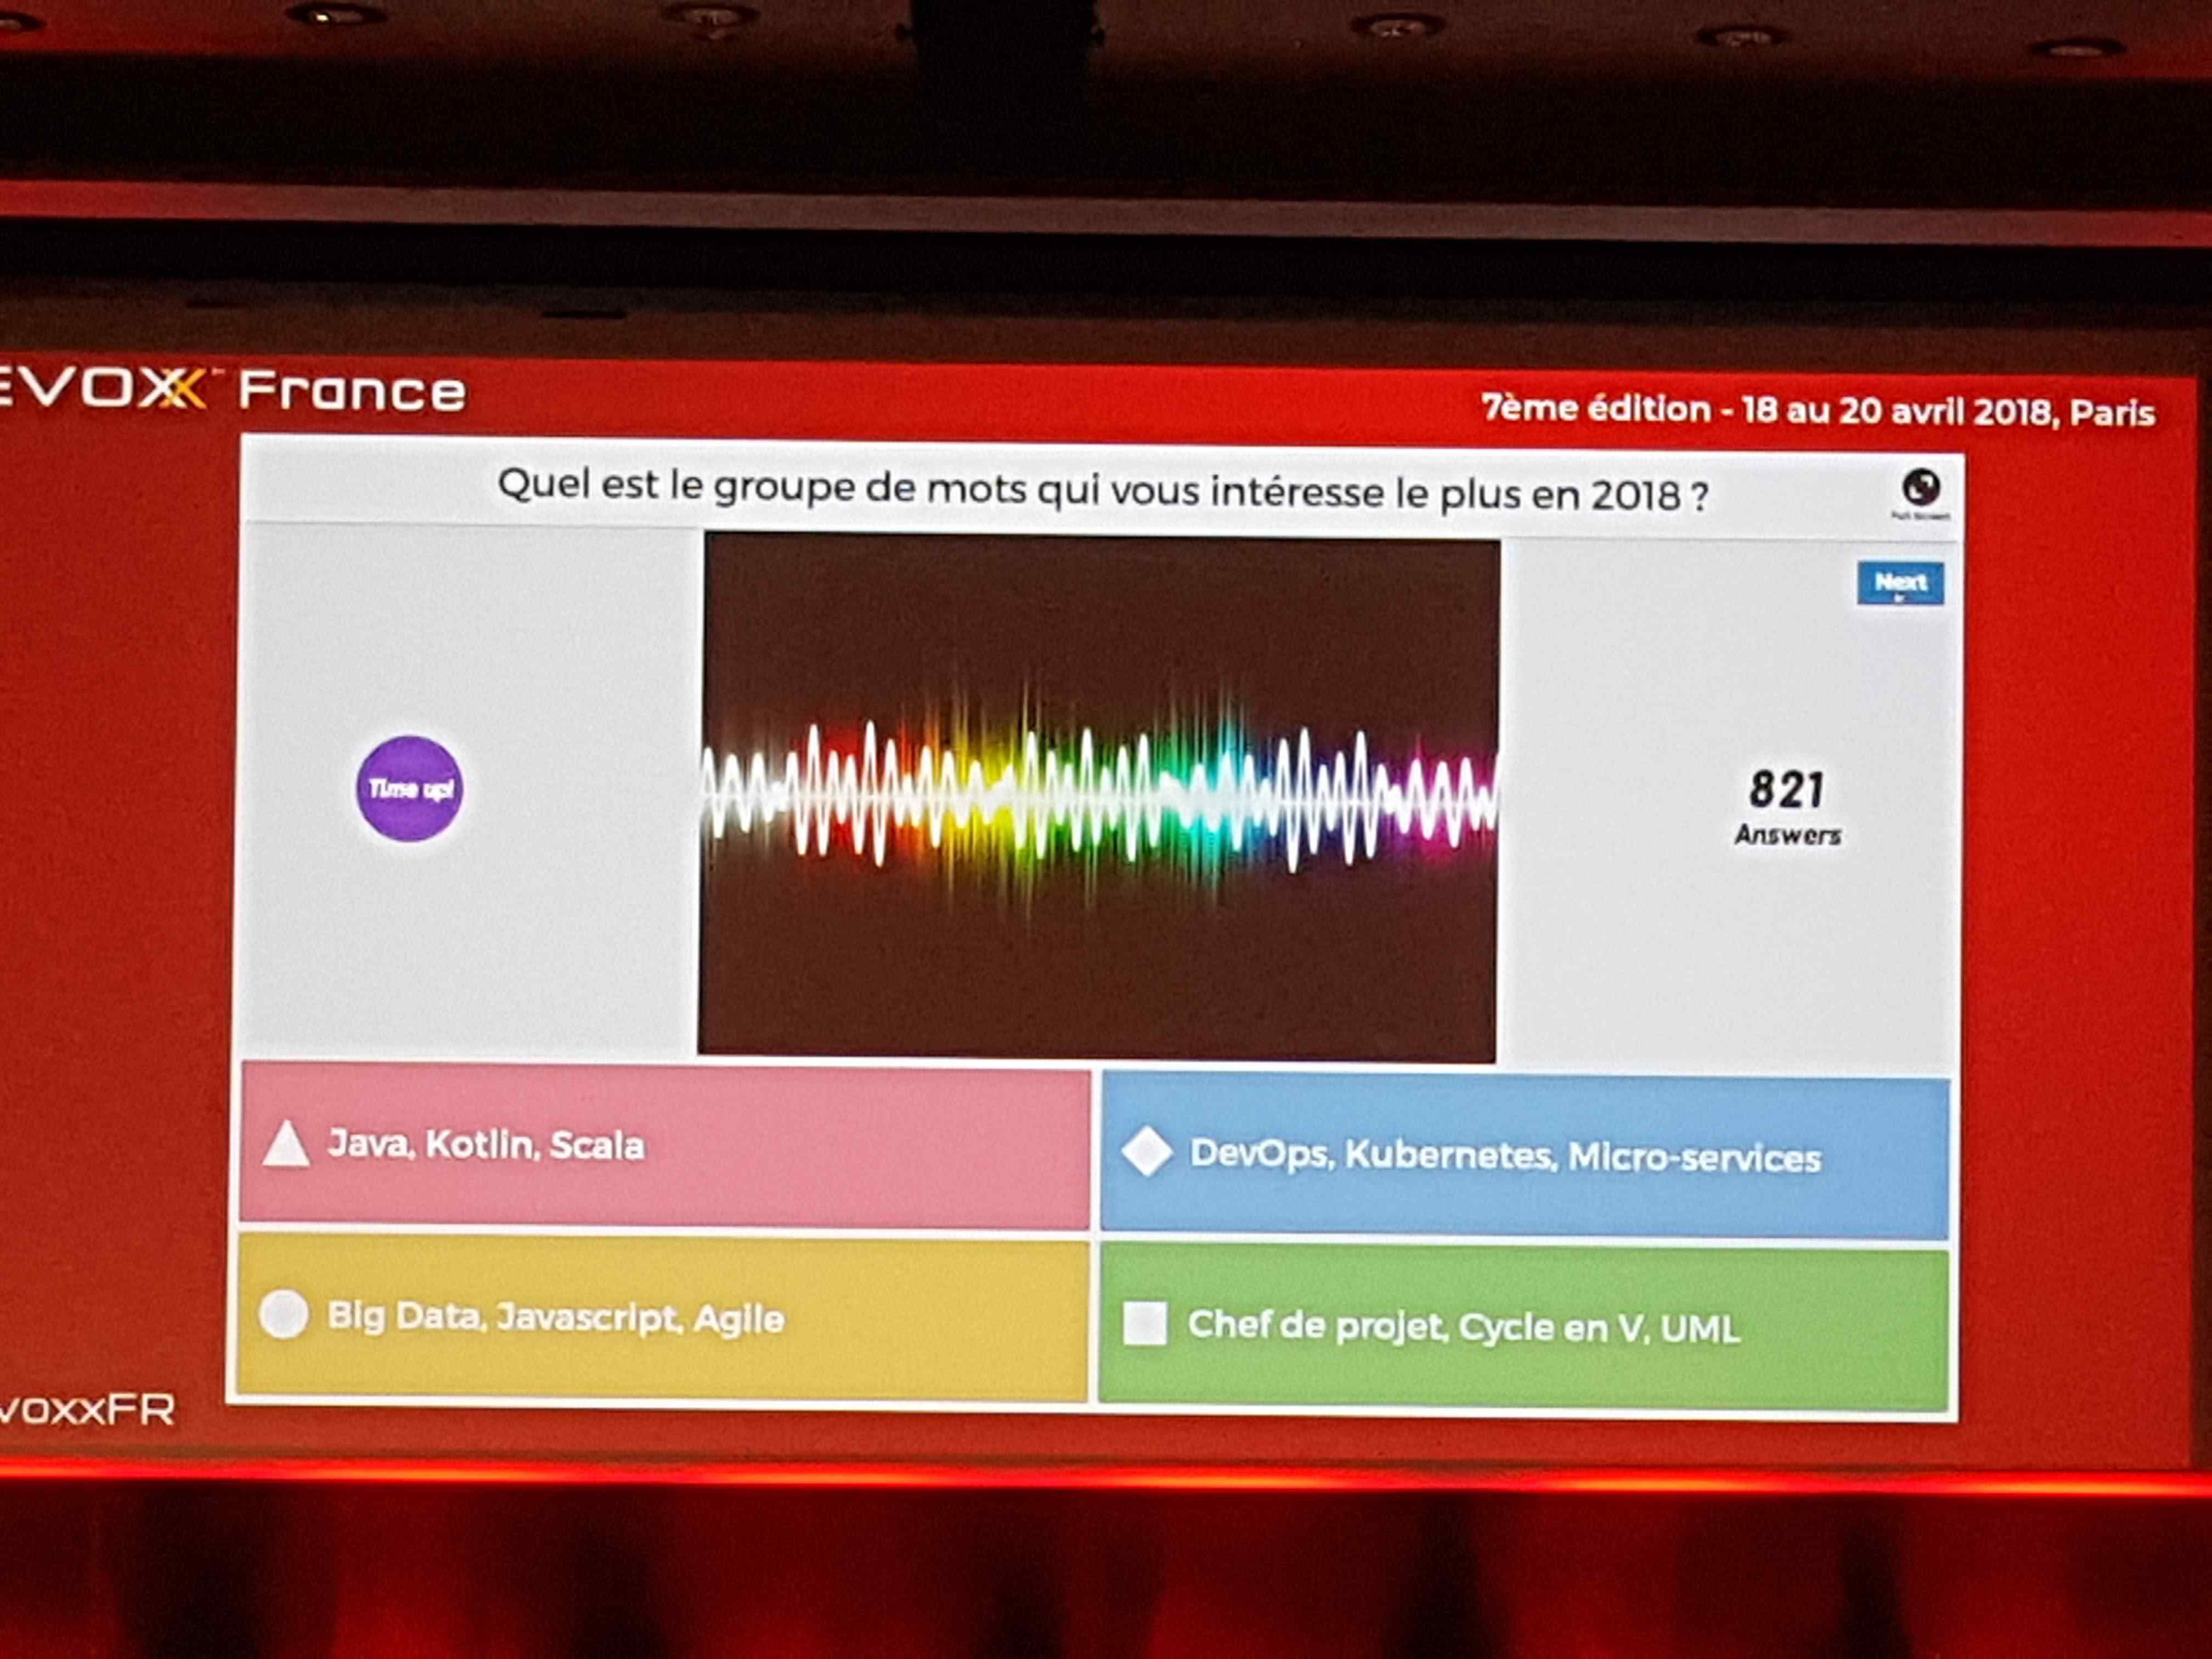 EVOXX™ France
7ème édition - 18 au 20 avril 2018, Paris
Quel est le groupe de mots qui vous intéresse le plus en 2018 ?
Next
Time up!
821
Answers
Java, Kotlin, Scala
DevOps, Kubernetes, Micro-services
Big Data, Javascript, Agile
Chef de projet, Cycle en V, UML
voxxFR